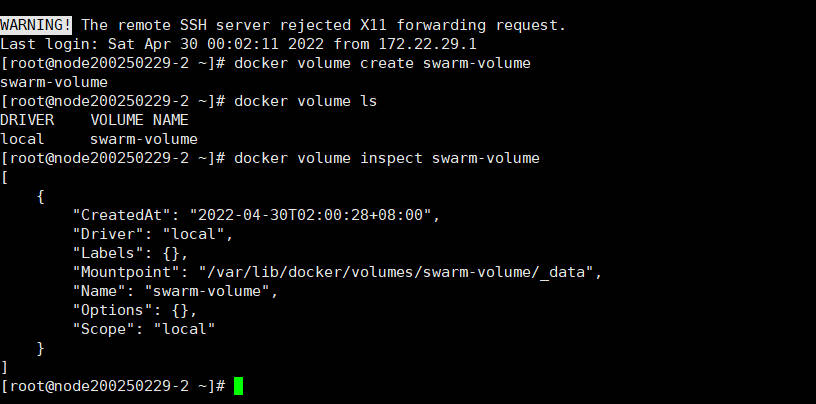 WARNING! The remote SSH server rejected X11 forwarding request.
Last login: Sat Apr 30 00:02:11 2022 from 172.22.29.1
[root@node200250229-2 ~]# docker volume create swarm-volume
swarm-volume
[root@node200250229-2 ~]# docker volume ls
DRIVER    VOLUME NAME
local     swarm-volume
[root@node200250229-2 ~]# docker volume inspect swarm-volume
[
    {
        "CreatedAt": "2022-04-30T02:00:28+08:00",
        "Driver": "local",
        "Labels": {},
        "Mountpoint": "/var/lib/docker/volumes/swarm-volume/_data",
        "Name": "swarm-volume",
        "Options": {},
        "Scope": "local"
    }
]
[root@node200250229-2 ~]#